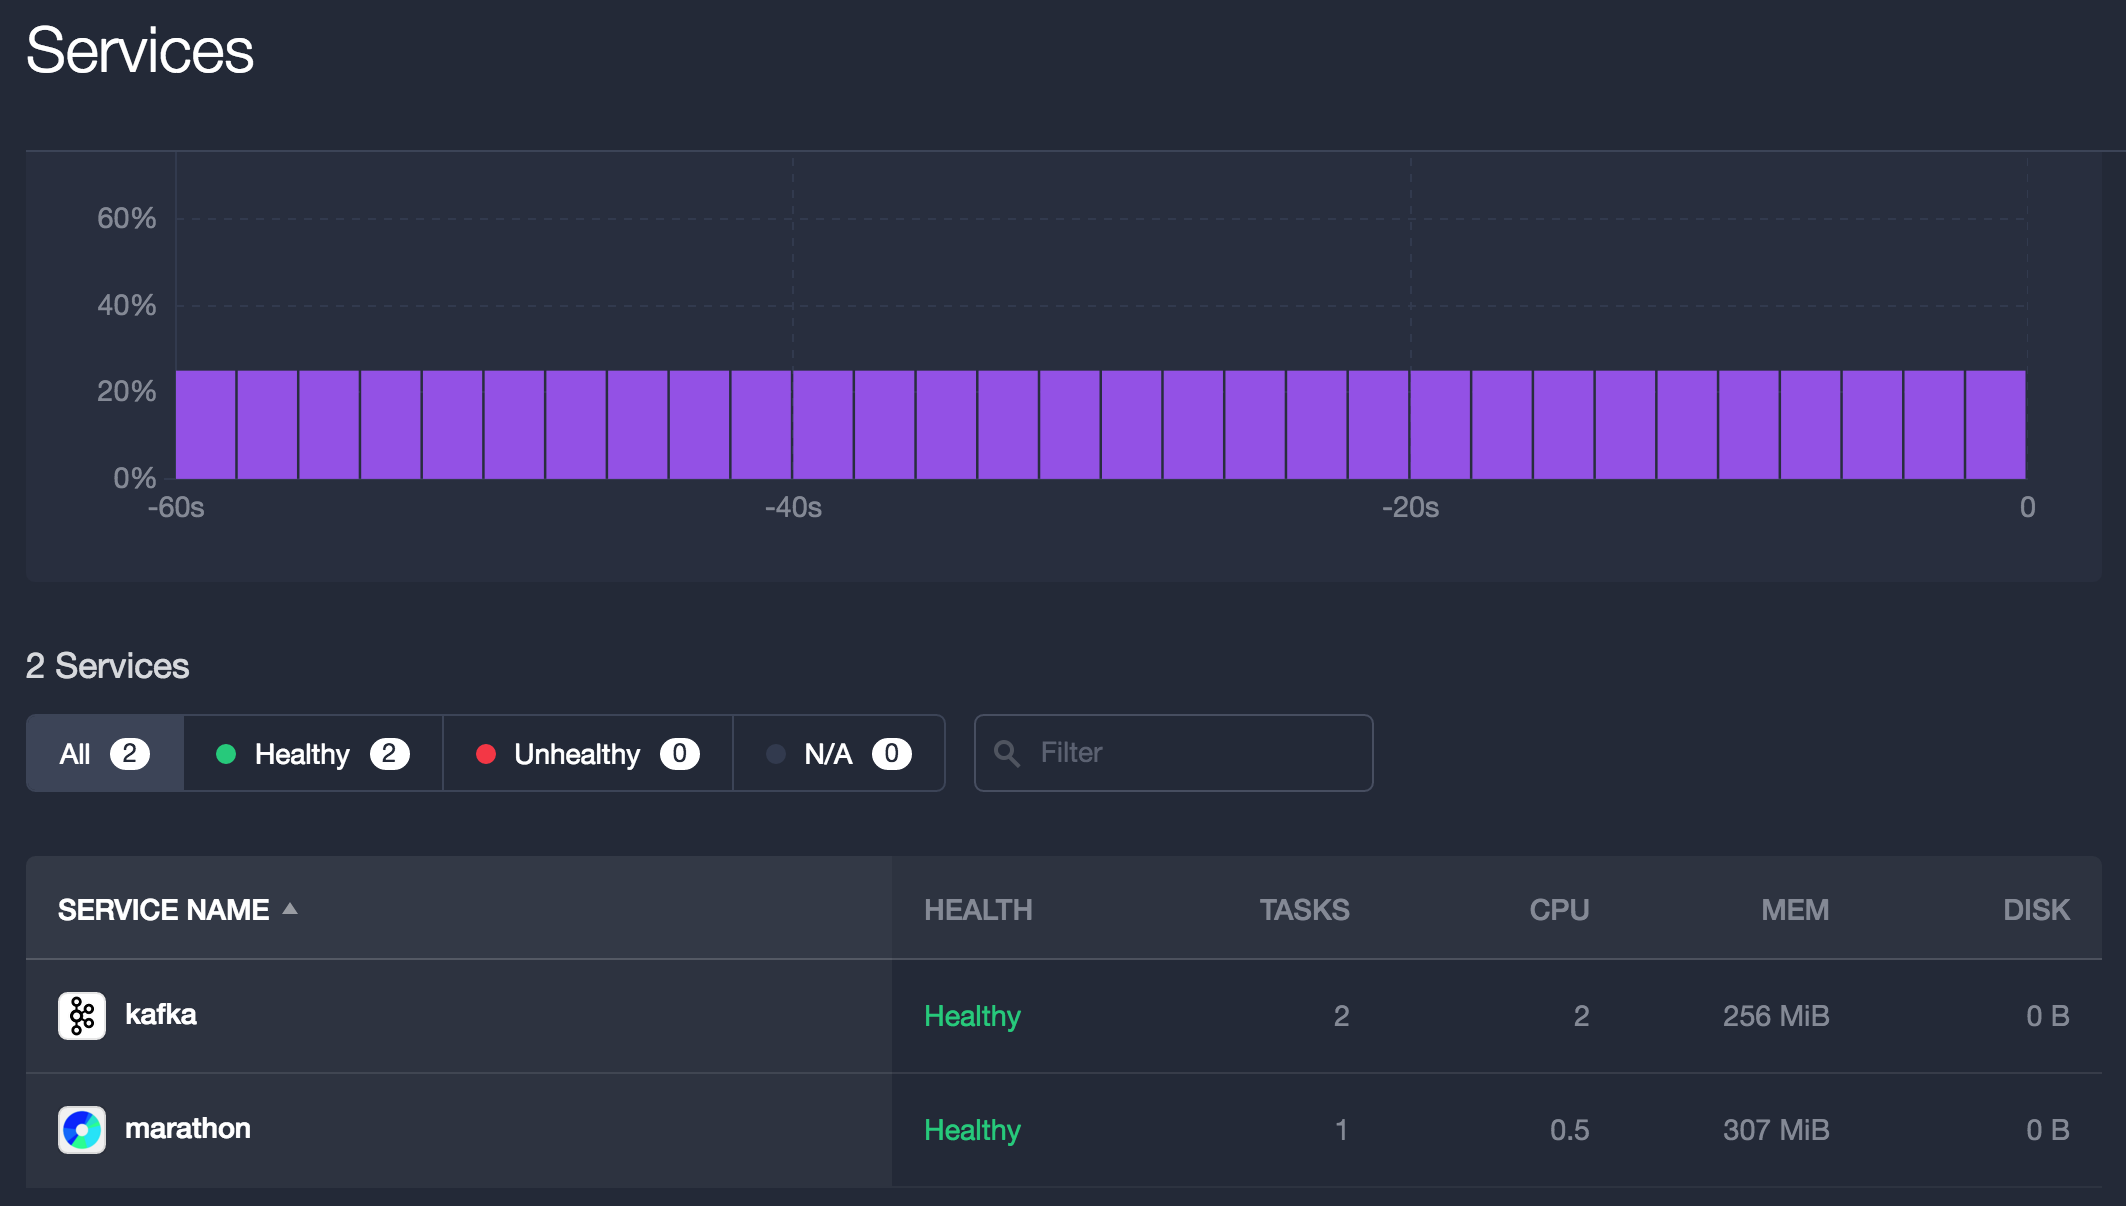 Services
60%
40%
20%
0%
-60s -40s -20s 0
2 Services
All 2 Healthy 2 Unhealthy 0 N/A 0 Filter
SERVICE NAME HEALTH TASKS CPU MEM DISK
kafka Healthy 2 2 256 MiB 0 B
marathon Healthy 1 0.5 307 MiB 0 B